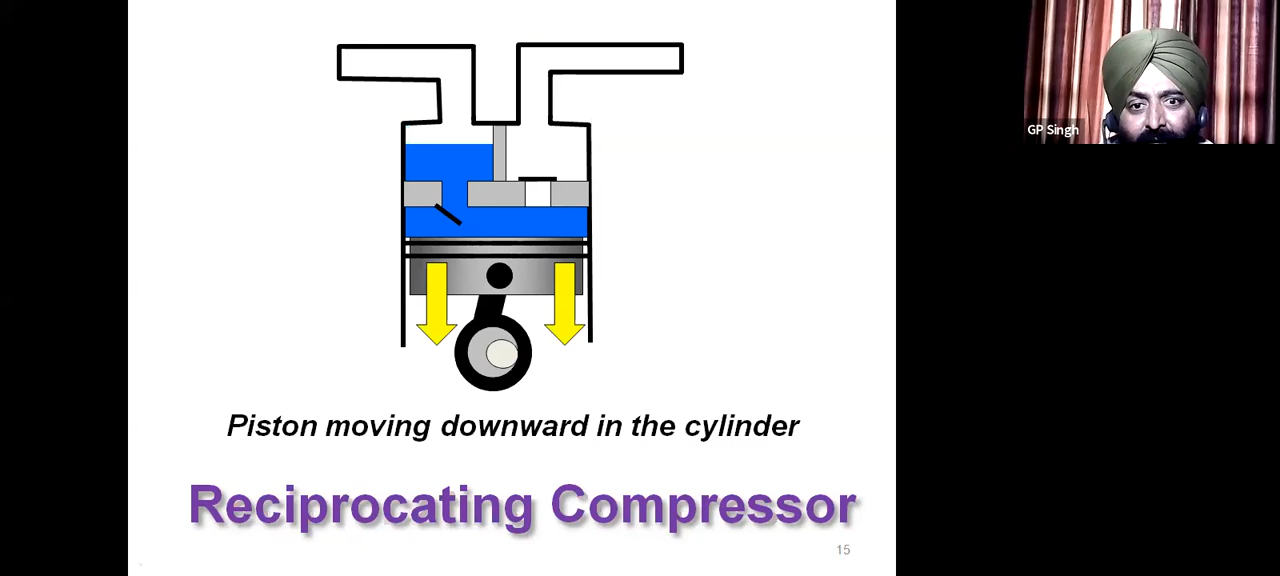 GP Singh
Piston moving downward in the cylinder
Reciprocating Compressor
15